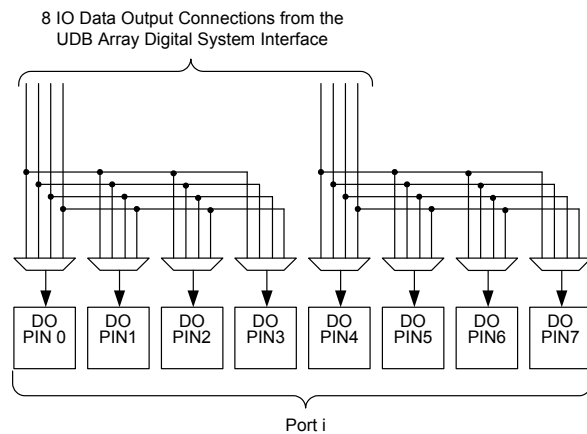 8 IO Data Output Connections from the
UDB Array Digital System Interface
DO
PIN 0
DO
PIN1
DO
PIN2
DO
PIN3
DO
PIN4
DO
PIN5
DO
PIN6
DO
PIN7
Port i